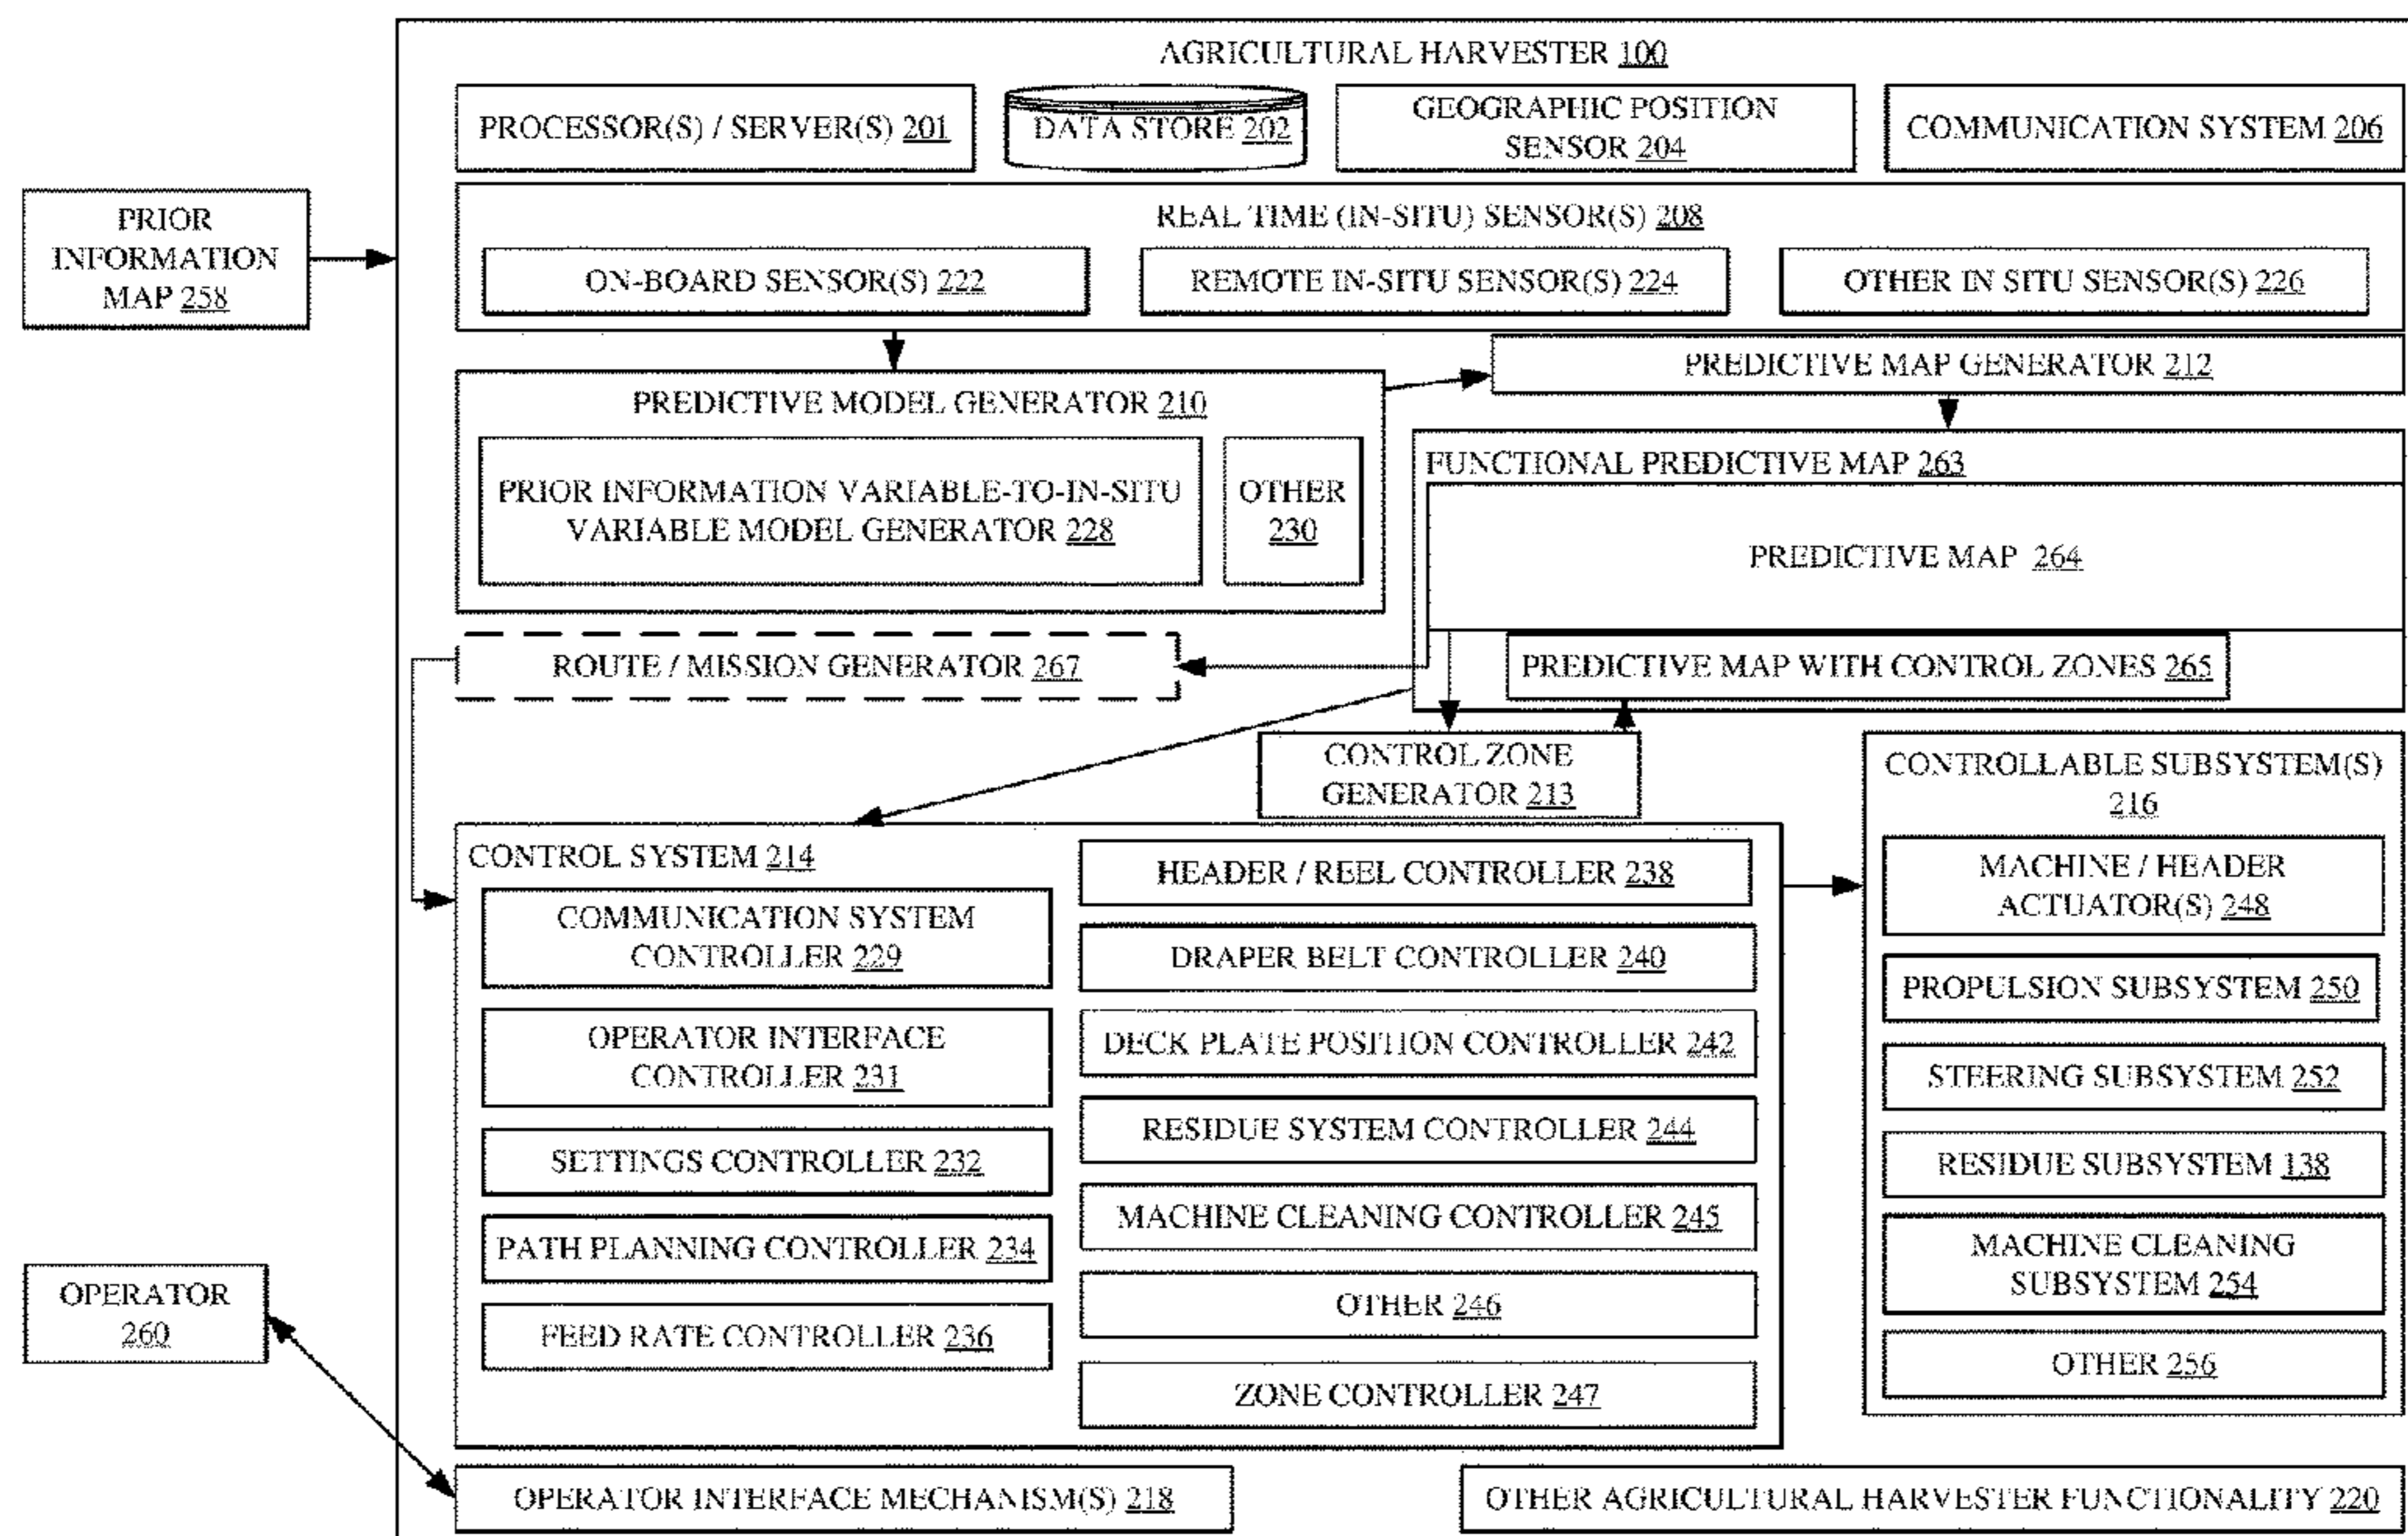 AGRICULTURAL HARVESTER 100
PROCESSOR(S) / SERVER(S) 201
DATA STORE 202
GEOGRAPHIC POSITION
SENSOR 204
COMMUNICATION SYSTEM 206
PRIOR
INFORMATION
MAP 258
REAL TIME (IN-SITU) SENSOR(S) 208
ON-BOARD SENSOR(S) 222
REMOTE IN-SITU SENSOR(S) 224
OTHER IN SITU SENSOR(S) 226
PREDICTIVE MODEL GENERATOR 210
PRIOR INFORMATION VARIABLE-TO-IN-SITU
VARIABLE MODEL GENERATOR 228
OTHER
230
PREDICTIVE MAP GENERATOR 212
FUNCTIONAL PREDICTIVE MAP 263
PREDICTIVE MAP 264
PREDICTIVE MAP WITH CONTROL ZONES 265
ROUTE / MISSION GENERATOR 267
CONTROL ZONE
GENERATOR 213
CONTROL SYSTEM 214
COMMUNICATION SYSTEM
CONTROLLER 229
OPERATOR INTERFACE
CONTROLLER 231
SETTINGS CONTROLLER 232
PATH PLANNING CONTROLLER 234
FEED RATE CONTROLLER 236
HEADER / REEL CONTROLLER 238
DRAPER BELT CONTROLLER 240
DECK PLATE POSITION CONTROLLER 242
RESIDUE SYSTEM CONTROLLER 244
MACHINE CLEANING CONTROLLER 245
OTHER 246
ZONE CONTROLLER 247
CONTROLLABLE SUBSYSTEM(S)
216
MACHINE / HEADER
ACTUATOR(S) 248
PROPULSION SUBSYSTEM 250
STEERING SUBSYSTEM 252
RESIDUE SUBSYSTEM 138
MACHINE CLEANING
SUBSYSTEM 254
OTHER 256
OPERATOR
260
OPERATOR INTERFACE MECHANISM(S) 218
OTHER AGRICULTURAL HARVESTER FUNCTIONALITY 220